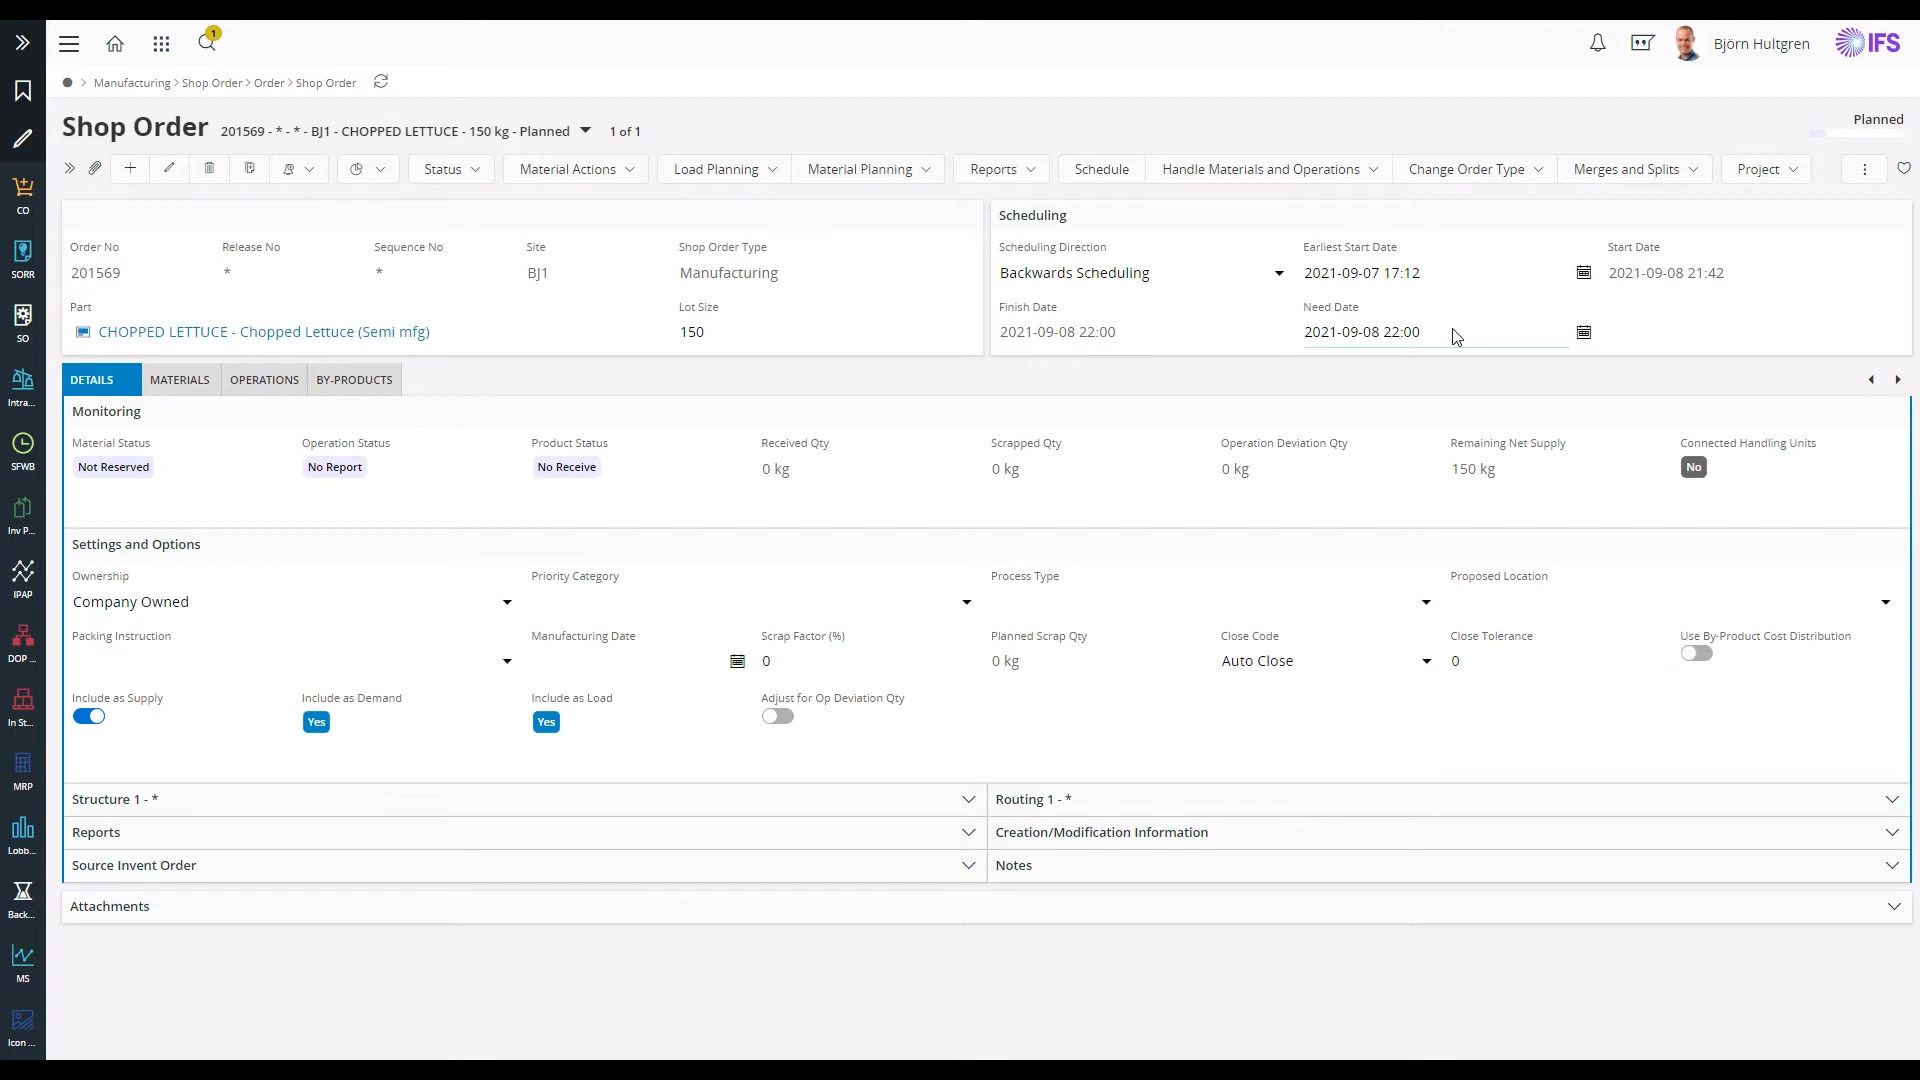 1
Björn Hultgren
IFS
Manufacturing > Shop Order > Order > Shop Order
Shop Order 201569 - * - * - BJ1 - CHOPPED LETTUCE - 150 kg - Planned 1 of 1
Planned
Status Material Actions Load Planning Material Planning Reports Schedule Handle Materials and Operations Change Order Type Merges and Splits Project
Order No Release No Sequence No Site Shop Order Type
201569 * * BJ1 Manufacturing
Part Lot Size
CHOPPED LETTUCE - Chopped Lettuce (Semi mfg) 150
Scheduling
Scheduling Direction Earliest Start Date Start Date
Backwards Scheduling 2021-09-07 17:12 2021-09-08 21:42
Finish Date Need Date
2021-09-08 22:00 2021-09-08 22:00
DETAILS MATERIALS OPERATIONS BY-PRODUCTS
Monitoring
Material Status Operation Status Product Status Received Qty Scrapped Qty Operation Deviation Qty Remaining Net Supply Connected Handling Units
Not Reserved No Report No Receive 0 kg 0 kg 0 kg 150 kg No
Settings and Options
Ownership Priority Category Process Type Proposed Location
Company Owned
Packing Instruction Manufacturing Date Scrap Factor (%) Planned Scrap Qty Close Code Close Tolerance Use By-Product Cost Distribution
0 0 kg Auto Close 0
Include as Supply Include as Demand Include as Load Adjust for Op Deviation Qty
Yes Yes
Structure 1 - * Routing 1 - *
Reports Creation/Modification Information
Source Invent Order Notes
Attachments
CO
SORR
SO
Intra...
SFWB
Inv P...
IPAP
DOP ...
In St...
MRP
Lobb...
Back...
MS
Icon ...